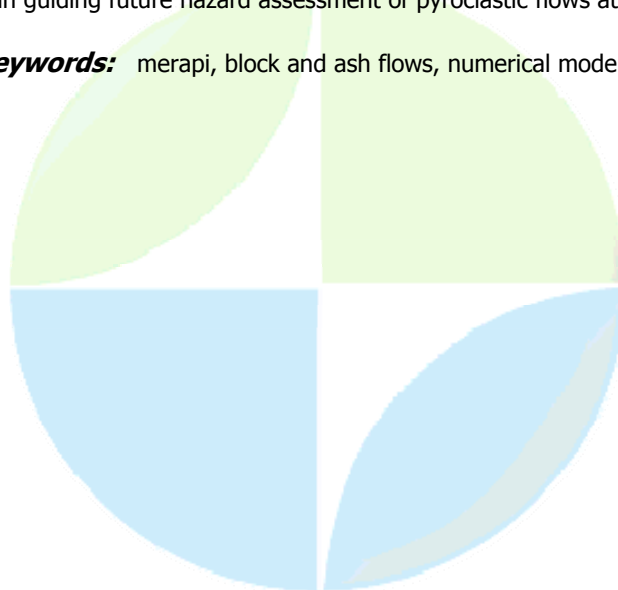 in guiding future hazard assessment of pyroclastic flows at
eywords: merapi, block and ash flows, numerical mode